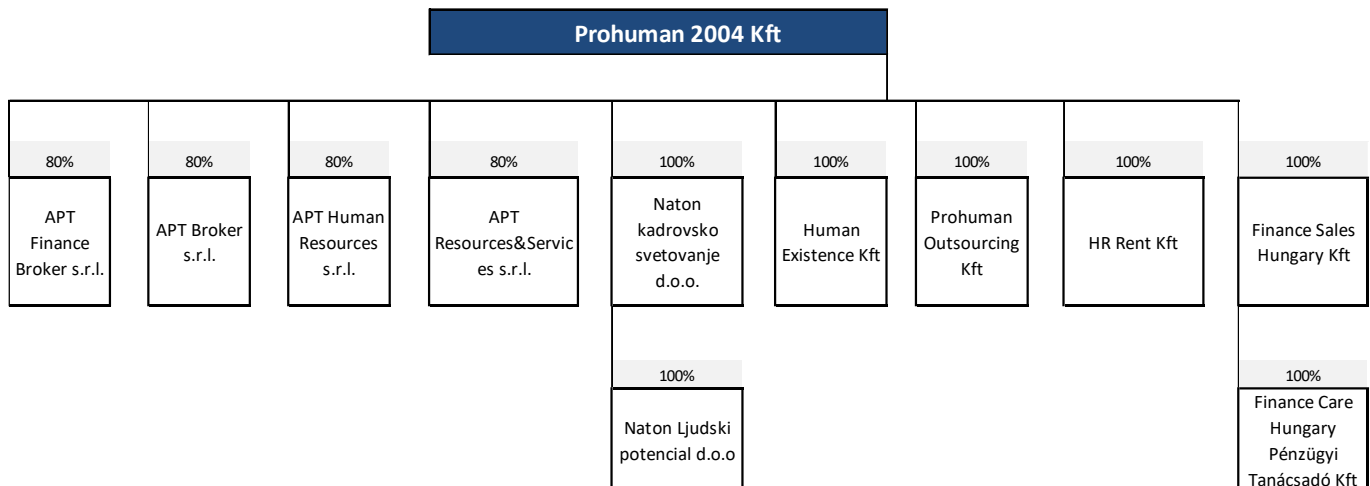 Prohuman 2004 Kft
80%
80%
80%
80%
100%
100%
100%
100%
100%
APT
Finance
Broker s.r.l.
APT Broker
s.r.l.
APT Human
Resources
s.r.l.
APT
Resources&Servic
es s.r.l.
Naton
kadrovsko
svetovanje
d.o.o.
Human
Existence Kft
Prohuman
Outsourcing
Kft
HR Rent Kft
Finance Sales
Hungary Kft
100%
100%
Naton Ljudski
potencial d.o.o
Finance Care
Hungary
Pénzügyi
Tanácsadó Kft